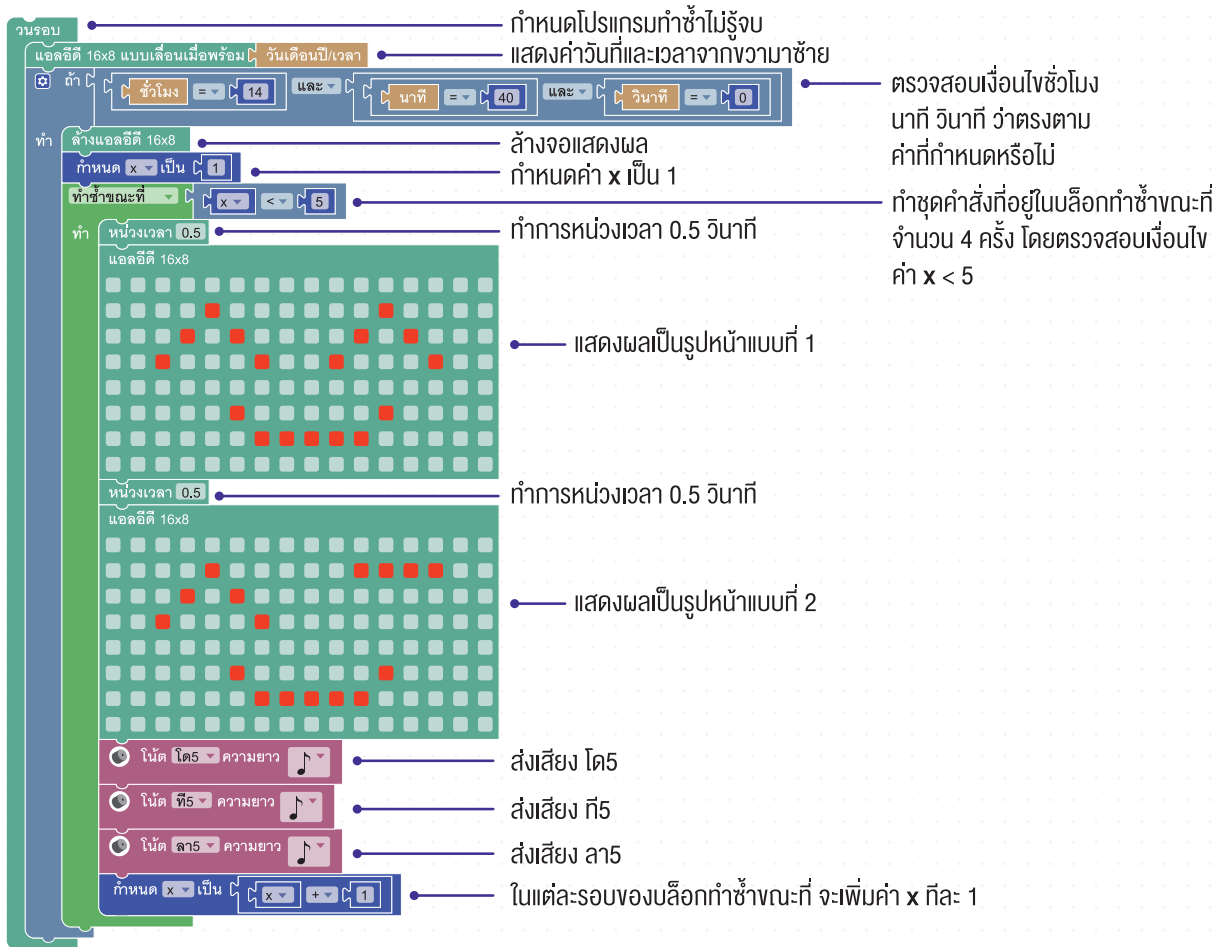 วนรอบ
กำหนดโปรแกรมทำซ้ำไม่รู้จบ
แอลอีดี 16x8 แบบเลื่อนเมื่อพร้อม วันเดือนปี/เวลา
แสดงค่าวันที่และเวลาจากขวามาซ้าย
ถ้า ชั่วโมง = 14 และ นาที = 40 และ วินาที = 0
ตรวจสอบเงื่อนไขชั่วโมง
นาที วินาที ว่าตรงตาม
ค่าที่กำหนดหรือไม่
ทำ ล้างแอลอีดี 16x8
ล้างจอแสดงผล
กำหนด x เป็น 1
กำหนดค่า x เป็น 1
ทำซ้ำขณะที่ x < 5
ทำชุดคำสั่งที่อยู่ในบล็อกทำซ้ำขณะที่
จำนวน 4 ครั้ง โดยตรวจสอบเงื่อนไข
ค่า x < 5
ทำ หน่วงเวลา 0.5
ทำการหน่วงเวลา 0.5 วินาที
แอลอีดี 16x8
แสดงผลเป็นรูปหน้าแบบที่ 1
หน่วงเวลา 0.5
ทำการหน่วงเวลา 0.5 วินาที
แอลอีดี 16x8
แสดงผลเป็นรูปหน้าแบบที่ 2
โน้ต โด5 ความยาว
ส่งเสียง โด5
โน้ต ที5 ความยาว
ส่งเสียง ที5
โน้ต ลา5 ความยาว
ส่งเสียง ลา5
กำหนด x เป็น x + 1
ในแต่ละรอบของบล็อกทำซ้ำขณะที่ จะเพิ่มค่า x ทีละ 1